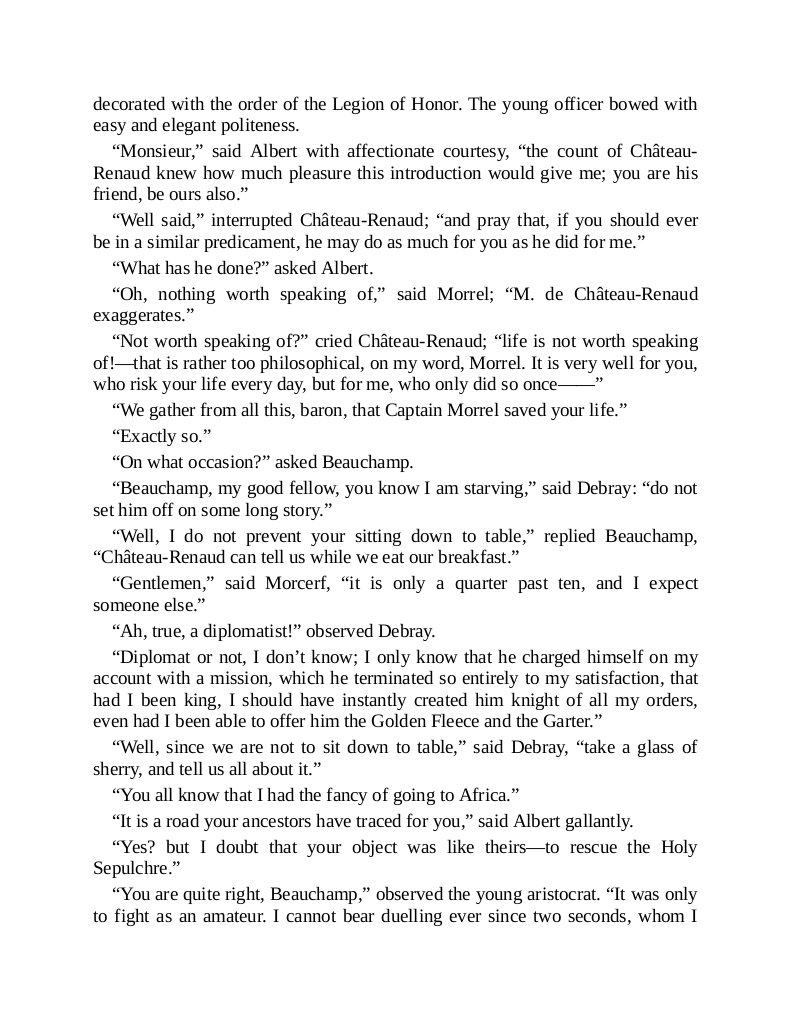 decorated with the order of the Legion of Honor. The young officer bowed with
easy and elegant politeness.
“Monsieur,” said Albert with affectionate courtesy, “the count of Château-
Renaud knew how much pleasure this introduction would give me; you are his
friend, be ours also.”
“Well said,” interrupted Château-Renaud; “and pray that, if you should ever
be in a similar predicament, he may do as much for you as he did for me.”
“What has he done?” asked Albert.
“Oh, nothing worth speaking of,” said Morrel; “M. de Château-Renaud
exaggerates.”
“Not worth speaking of?” cried Château-Renaud; “life is not worth speaking
of!—that is rather too philosophical, on my word, Morrel. It is very well for you,
who risk your life every day, but for me, who only did so once——”
“We gather from all this, baron, that Captain Morrel saved your life.”
“Exactly so.”
“On what occasion?” asked Beauchamp.
“Beauchamp, my good fellow, you know I am starving,” said Debray: “do not
set him off on some long story.”
“Well, I do not prevent your sitting down to table,” replied Beauchamp,
“Château-Renaud can tell us while we eat our breakfast.”
“Gentlemen,” said Morcerf, “it is only a quarter past ten, and I expect
someone else.”
“Ah, true, a diplomatist!” observed Debray.
“Diplomat or not, I don’t know; I only know that he charged himself on my
account with a mission, which he terminated so entirely to my satisfaction, that
had I been king, I should have instantly created him knight of all my orders,
even had I been able to offer him the Golden Fleece and the Garter.”
“Well, since we are not to sit down to table,” said Debray, “take a glass of
sherry, and tell us all about it.”
“You all know that I had the fancy of going to Africa.”
“It is a road your ancestors have traced for you,” said Albert gallantly.
“Yes? but I doubt that your object was like theirs—to rescue the Holy
Sepulchre.”
“You are quite right, Beauchamp,” observed the young aristocrat. “It was only
to fight as an amateur. I cannot bear duelling ever since two seconds, whom I